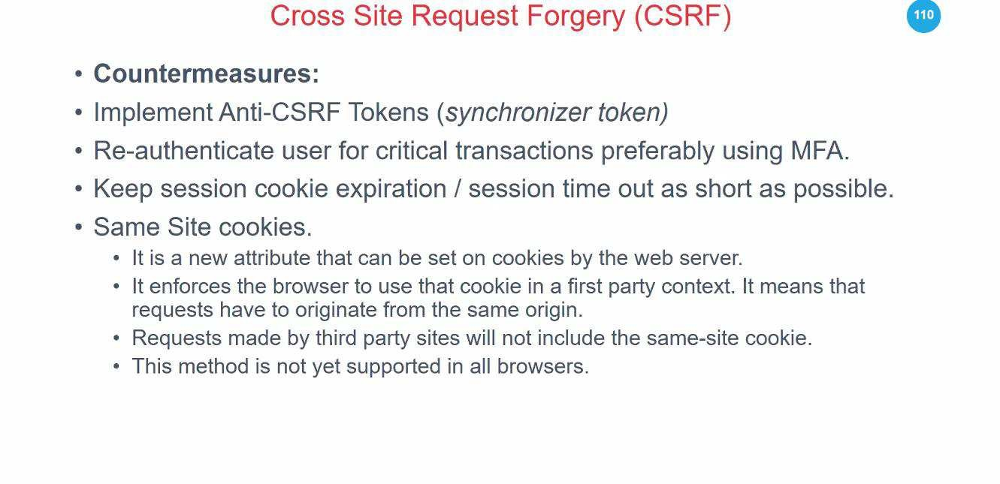 Cross Site Request Forgery (CSRF)
110
• Countermeasures:
• Implement Anti-CSRF Tokens (synchronizer token)
• Re-authenticate user for critical transactions preferably using MFA.
• Keep session cookie expiration / session time out as short as possible.
• Same Site cookies.
• It is a new attribute that can be set on cookies by the web server.
• It enforces the browser to use that cookie in a first party context. It means that
requests have to originate from the same origin.
• Requests made by third party sites will not include the same-site cookie.
• This method is not yet supported in all browsers.